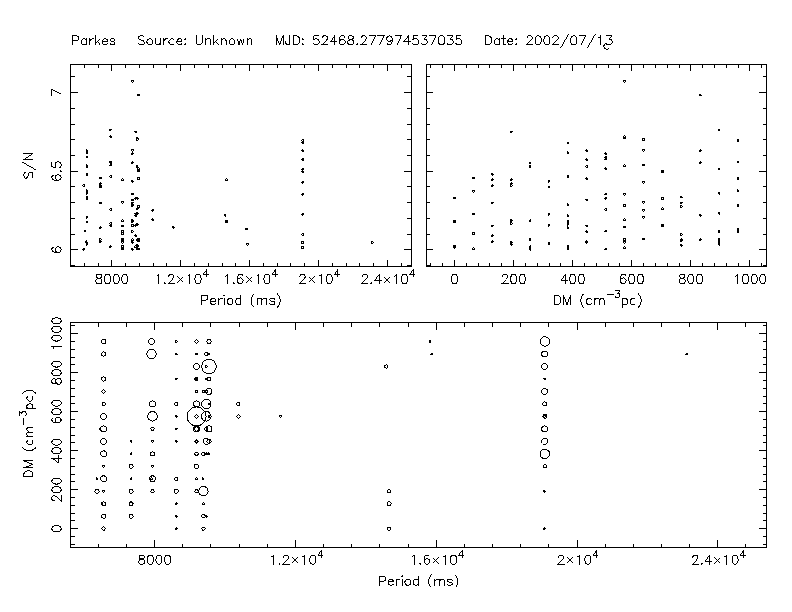 Parkes Source: Unknown MJD: 52468.277974537035 Date: 2002/07/13
S/N
7
6.5
6
8000 1.2×10⁴ 1.6×10⁴ 2×10⁴ 2.4×10⁴
Period (ms)
0 200 400 600 800 1000
DM (cm⁻³pc)
DM (cm⁻³pc)
1000
800
600
400
200
0
8000 1.2×10⁴ 1.6×10⁴ 2×10⁴ 2.4×10⁴
Period (ms)